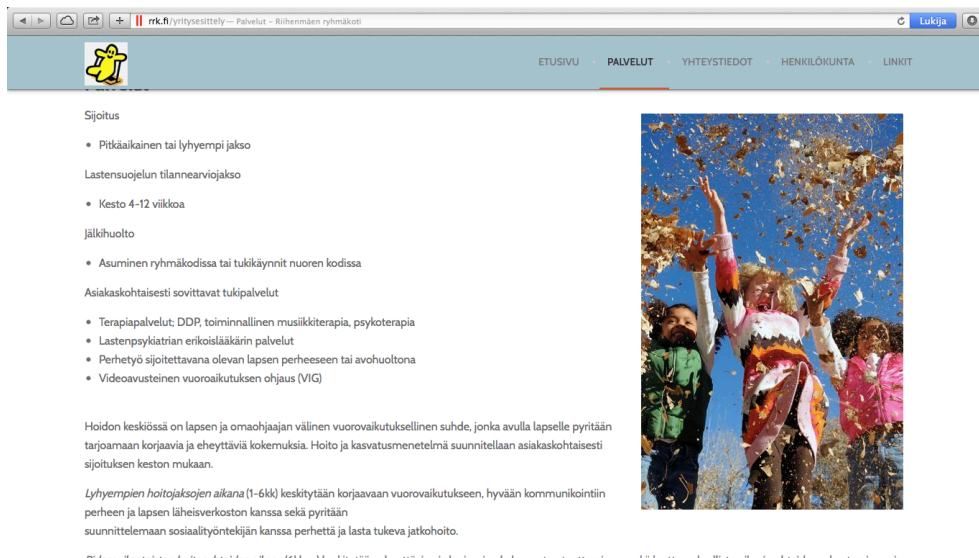 rrk.fi/yritysesittely — Palvelut – Riihenmäen ryhmäkoti
Lukija
ETUSIVU
PALVELUT
YHTEYSTIEDOT
HENKILÖKUNTA
LINKIT
Sijoitus
• Pitkäaikainen tai lyhyempi jakso
Lastensuojelun tilannearviojakso
• Kesto 4-12 viikkoa
Jälkihuolto
• Asuminen ryhmäkodissa tai tukikäynnit nuoren kodissa
Asiakaskohtaisesti sovittavat tukipalvelut
• Terapiapalvelut; DDP, toiminnallinen musiikkiterapia, psykoterapia
• Lastenpsykiatrian erikoislääkärin palvelut
• Perhetyö sijoitettavana olevan lapsen perheeseen tai avohuoltona
• Videoavusteinen vuoroaikutuksen ohjaus (VIG)
Hoidon keskiössä on lapsen ja omaohjaajan välinen vuorovaikutuksellinen suhde, jonka avulla lapselle pyritään
tarjoamaan korjaavia ja eheyttäviä kokemuksia. Hoito ja kasvatusmenetelmä suunnitellaan asiakaskohtaisesti
sijoituksen keston mukaan.
Lyhyempien hoitojaksojen aikana (1-6kk) keskitytään korjaavaan vuorovaikutukseen, hyvään kommunikointiin
perheen ja lapsen läheisverkoston kanssa sekä pyritään
suunnittelemaan sosiaalityöntekijän kanssa perhettä ja lasta tukeva jatkohoito.